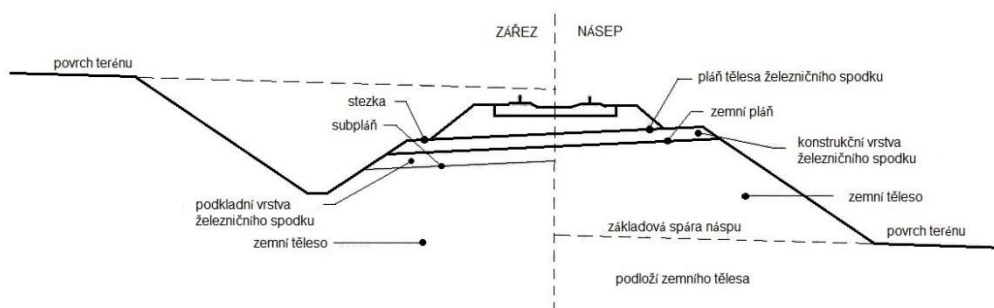 ZÁŘEZ
NÁSEP
povrch terénu
pláň tělesa železničního spodku
stezka
zemní pláň
subpláň
konstrukční vrstva
železničního spodku
podkladní vrstva
železničního spodku
zemní těleso
zemní těleso
základová spára náspu
povrch terénu
podloží zemního tělesa